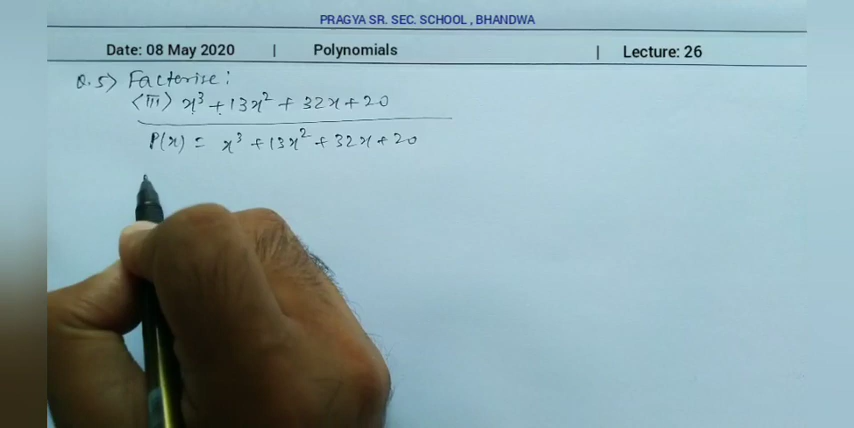 PRAGYA SR. SEC. SCHOOL , BHANDWA
Date: 08 May 2020 | Polynomials | Lecture: 26
Q.5> Factorise:
<iii> x³ + 13x² + 32x + 20
P(x) = x³ + 13x² + 32x + 20